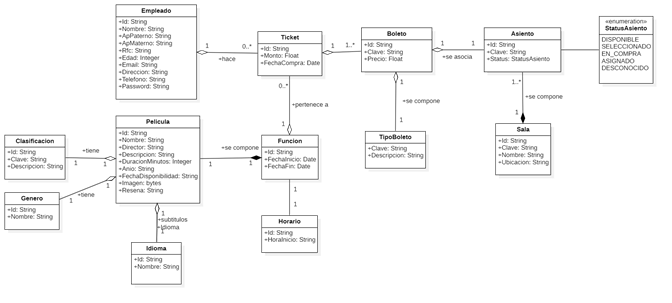 Empleado
+Id: String
+Nombre: String
+ApPaterno: String
+ApMaterno: String
+Rfc: String
+Edad: Integer
+Email: String
+Direccion: String
+Telefono: String
+Password: String
1
0..*
+hace
Ticket
+Id: String
+Monto: Float
+FechaCompra: Date
1
1..*
Boleto
+Id: String
+Clave: String
+Precio: Float
1
1
+se asocia
Asiento
+Id: String
+Clave: String
+Status: StatusAsiento
«enumeration»
StatusAsiento
DISPONIBLE
SELECCIONADO
EN_COMPRA
ASIGNADO
DESCONOCIDO
0..*
+pertenece a
1
1
+se compone
1
1..*
+se compone
1
Clasificacion
+Id: String
+Clave: String
+Descripcion: String
+tiene
1
1
Pelicula
+Id: String
+Nombre: String
+Director: String
+Descripcion: String
+DuracionMinutos: Integer
+Anio: String
+FechaDisponibilidad: String
+Imagen: bytes
+Resena: String
+se compone
1
1
Funcion
+Id: String
+FechaInicio: Date
+FechaFin: Date
TipoBoleto
+Clave: String
+Descripcion: String
Sala
+Id: String
+Clave: String
+Nombre: String
+Ubicacion: String
Genero
+Id: String
+Nombre: String
+tiene
1
1
1
+subtitulos
+Idioma
1
1
1
Horario
+Id: String
+HoraInicio: String
Idioma
+Id: String
+Nombre: String